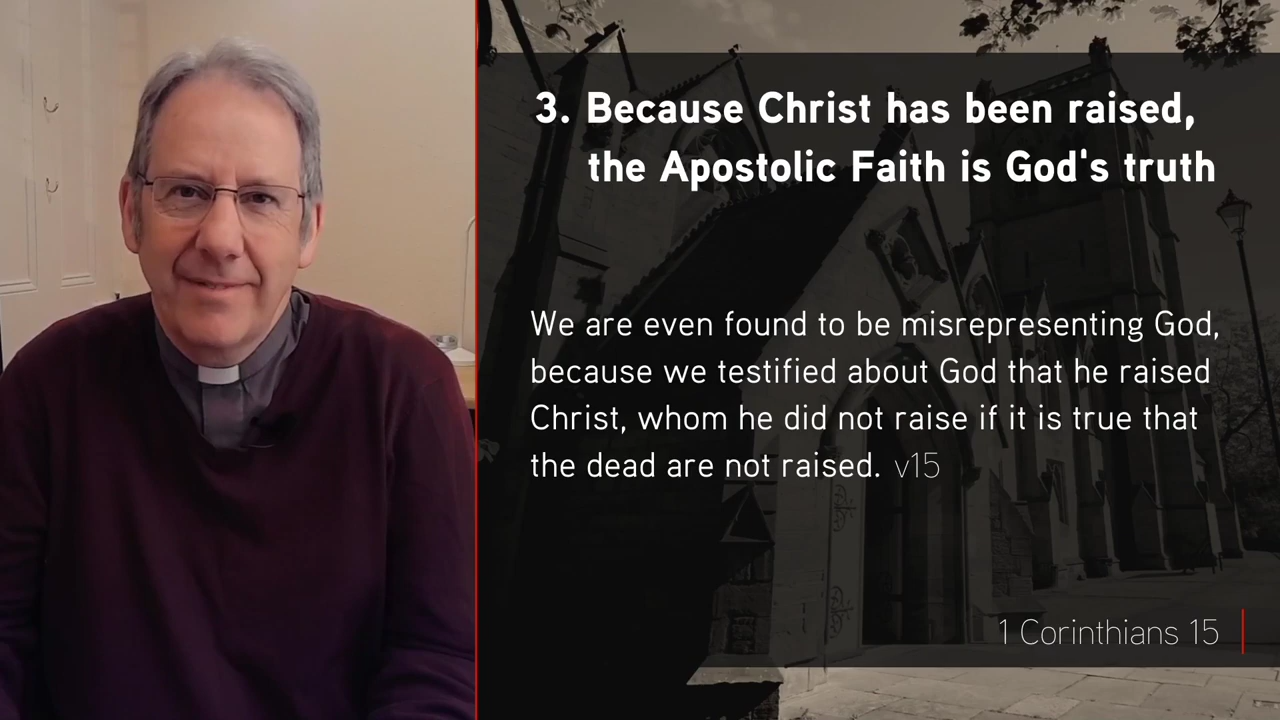 3. Because Christ has been raised,
the Apostolic Faith is God's truth
We are even found to be misrepresenting God,
because we testified about God that he raised
Christ, whom he did not raise if it is true that
the dead are not raised. v15
1 Corinthians 15